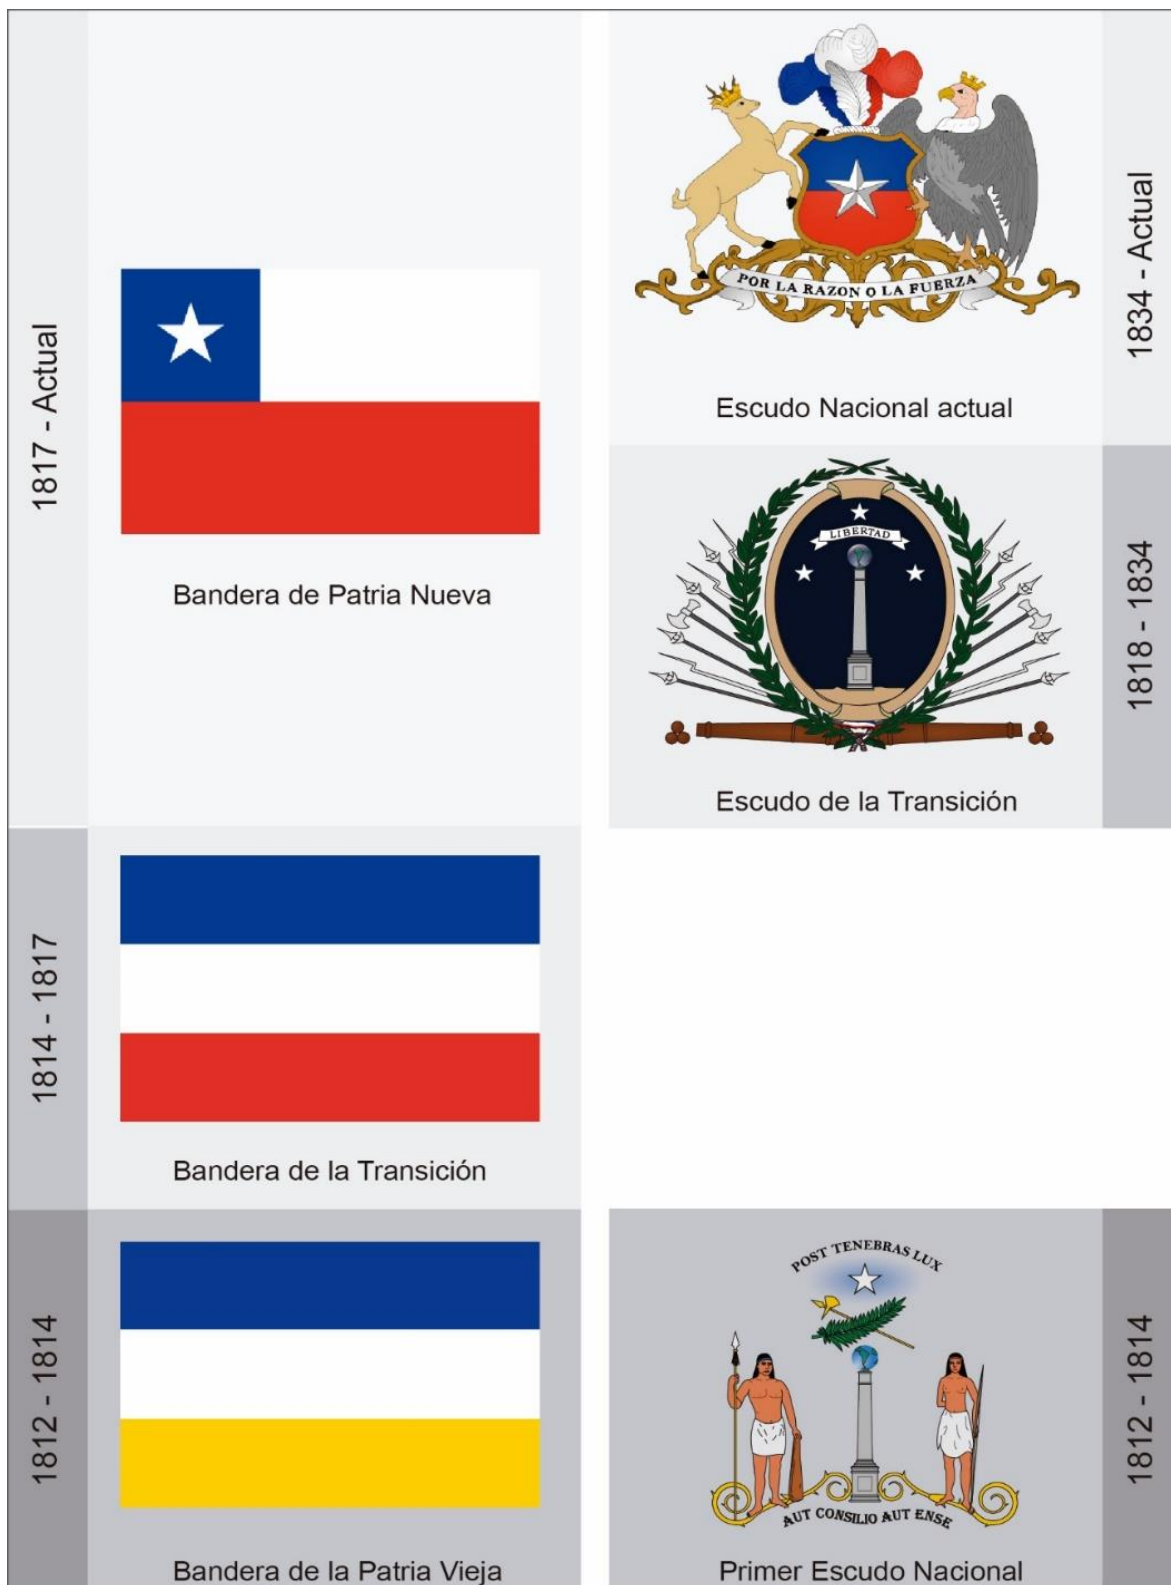 1817 - Actual
Bandera de Patria Nueva
POR LA RAZON O LA FUERZA
Escudo Nacional actual
1834 - Actual
LIBERTAD
Escudo de la Transición
1818 - 1834
1814 - 1817
Bandera de la Transición
1812 - 1814
Bandera de la Patria Vieja
POST TENEBRAS LUX
AUT CONSILIO AUT ENSE
Primer Escudo Nacional
1812 - 1814